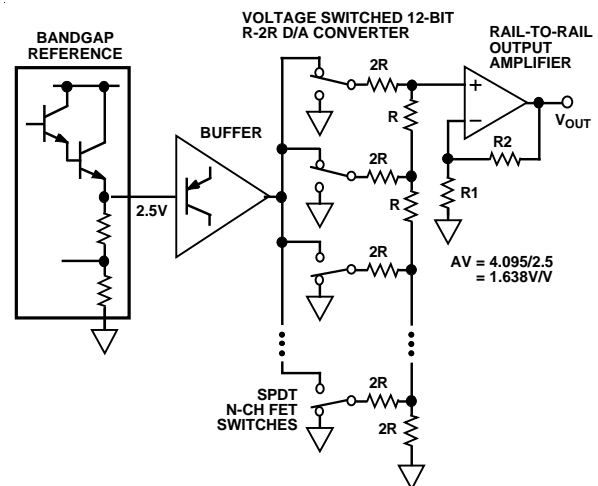 VOLTAGE SWITCHED 12-BIT
R-2R D/A CONVERTER
BANDGAP
REFERENCE
RAIL-TO-RAIL
OUTPUT
AMPLIFIER
2R
+
–
VOUT
R
R2
BUFFER
2R
R1
2.5V
R
AV = 4.095/2.5
= 1.638V/V
2R
SPDT
N-CH FET
SWITCHES
2R
2R